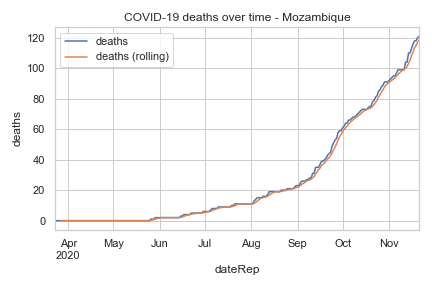 COVID-19 deaths over time - Mozambique
deaths
deaths (rolling)
120
100
80
60
40
20
0
deaths
Apr
2020
May
Jun
Jul
Aug
Sep
Oct
Nov
dateRep